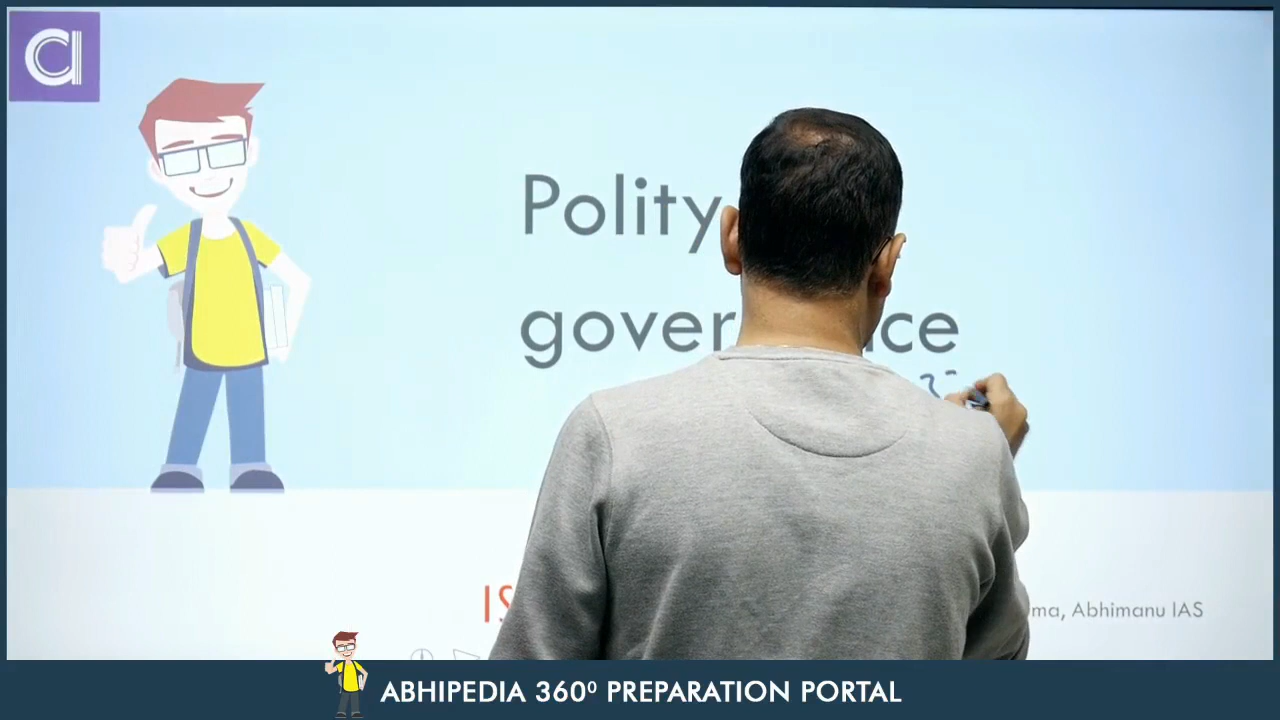 Polity
gover ce
IS
ma, Abhimanu IAS
ABHIPEDIA 360⁰ PREPARATION PORTAL